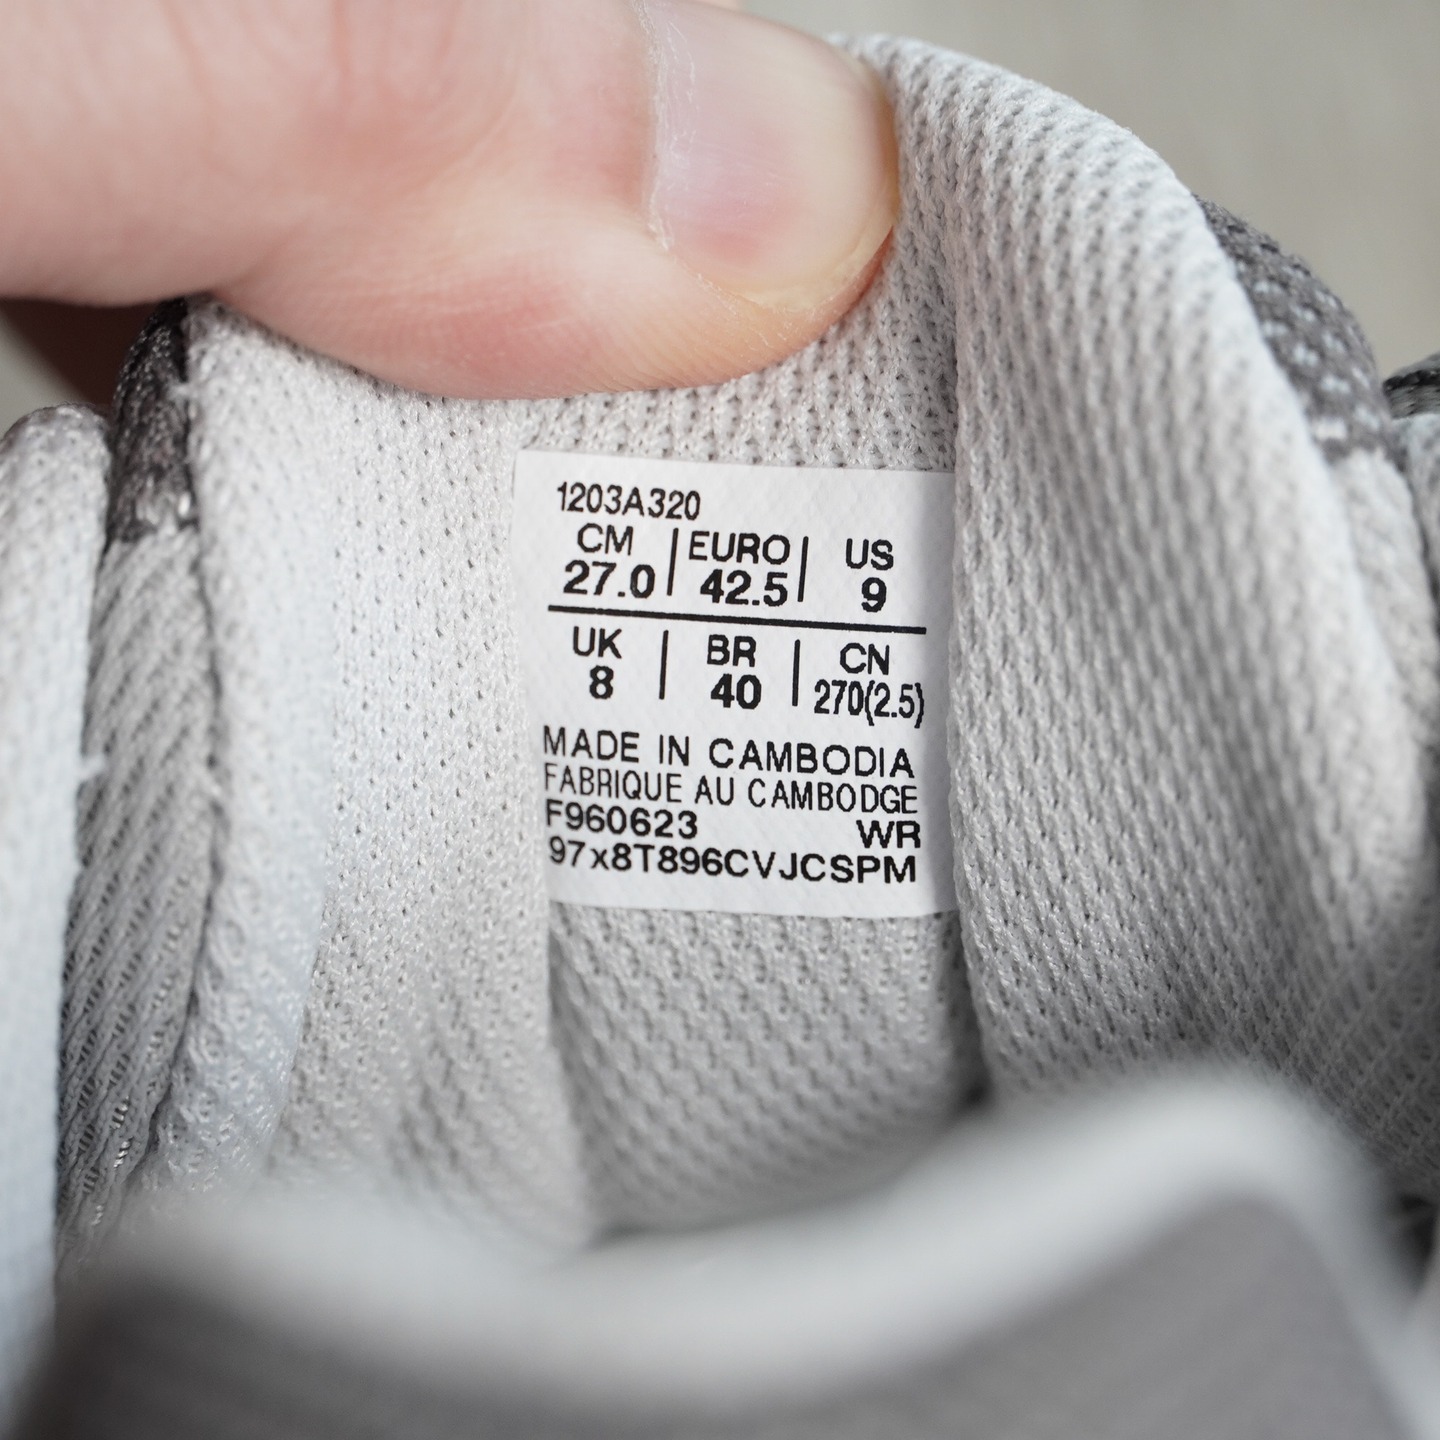 1203A320
CM | EURO | US
27.0 | 42.5 | 9
UK | BR | CN
8 | 40 | 270(2.5)
MADE IN CAMBODIA
FABRIQUE AU CAMBODGE
F960623 WR
97x8T896CVJCSPM